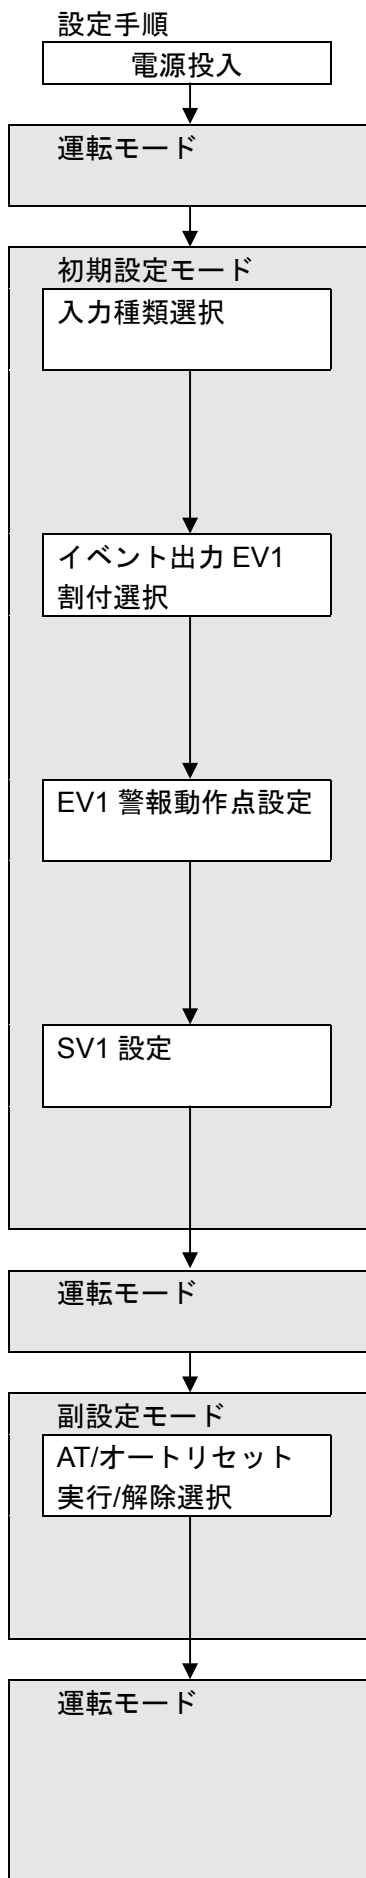 設定手順
電源投入
運転モード
初期設定モード
入力種類選択
イベント出力 EV1
割付選択
EV1 警報動作点設定
SV1 設定
運転モード
副設定モード
AT/オートリセット
実行/解除選択
運転モード